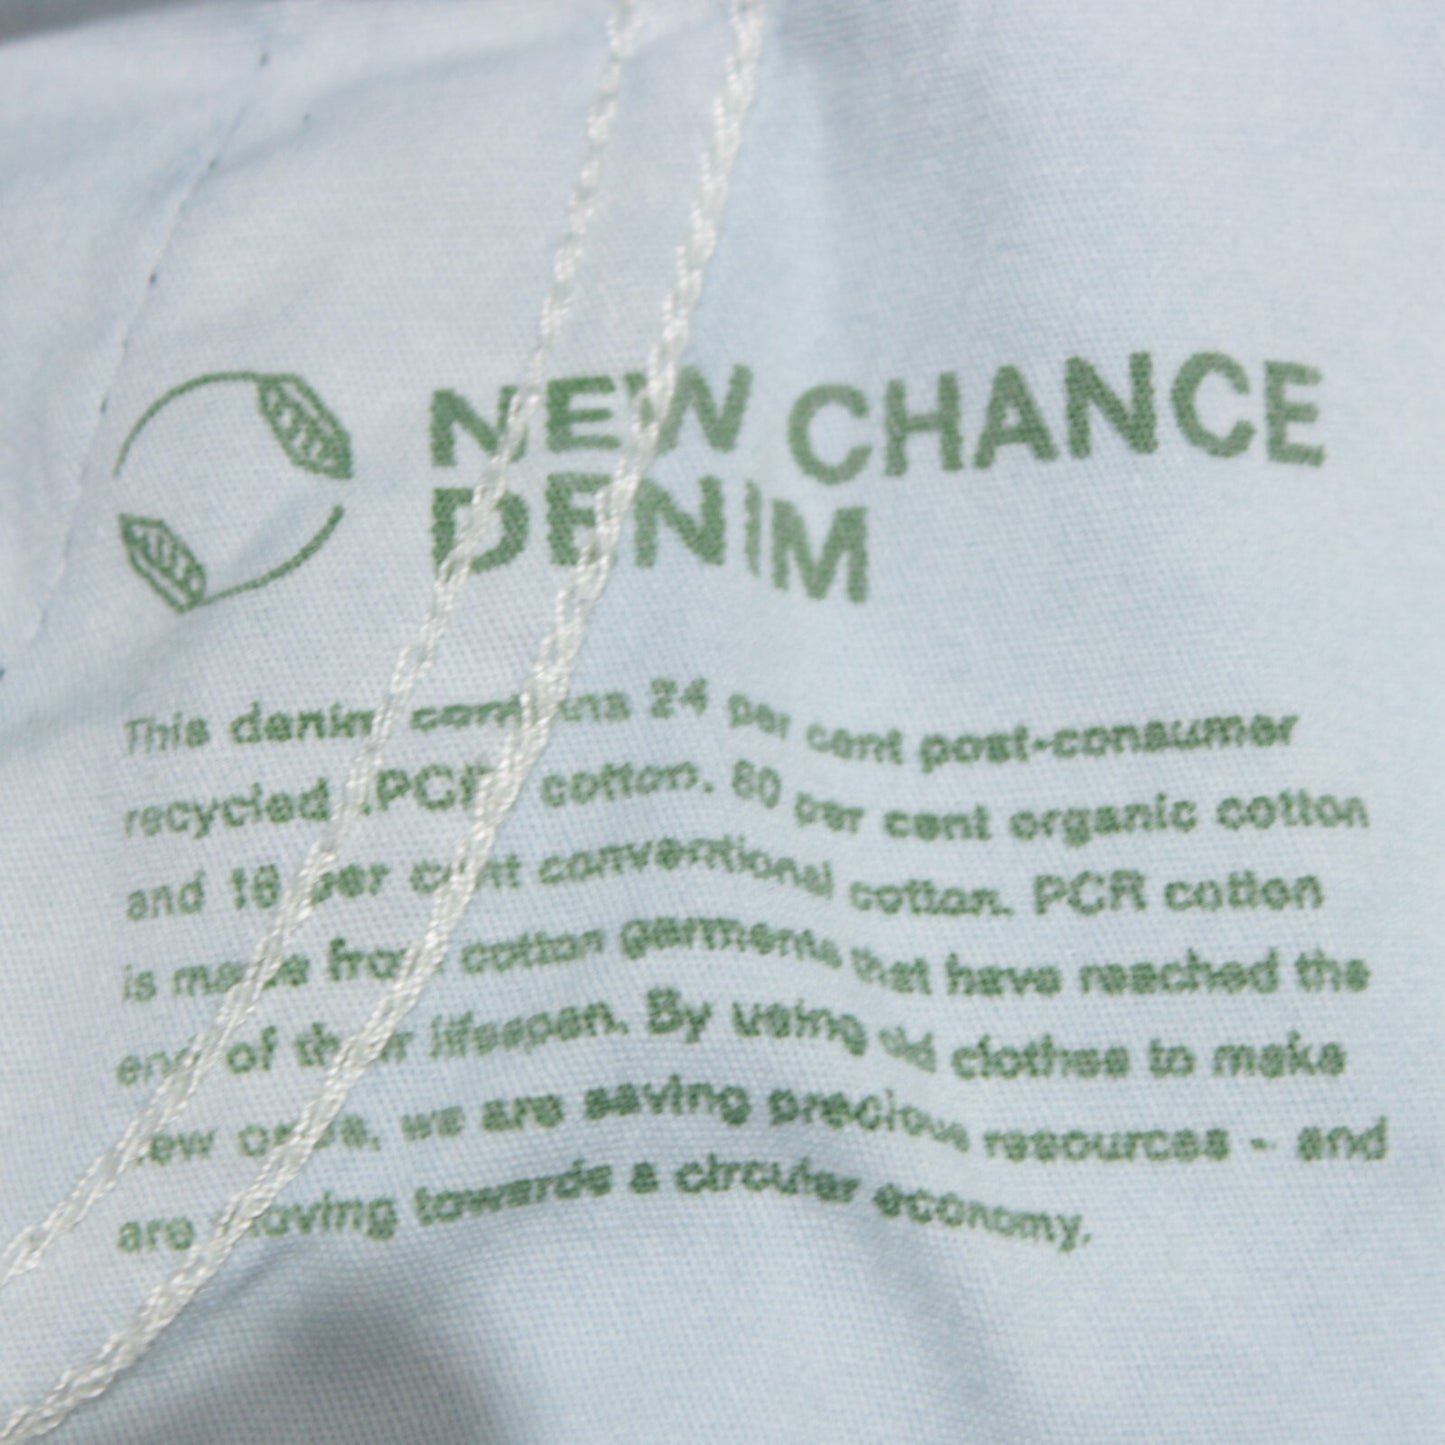 NEW CHANCE
DENIM
This denim contains 24 per cent post-consumer
recycled (PCR) cotton, 60 per cent organic cotton
and 16 per cent conventional cotton. PCR cotton
is made from cotton garments that have reached the
end of their lifespan. By using old clothes to make
new ones, we are saving precious resources - and
are moving towards a circular economy.